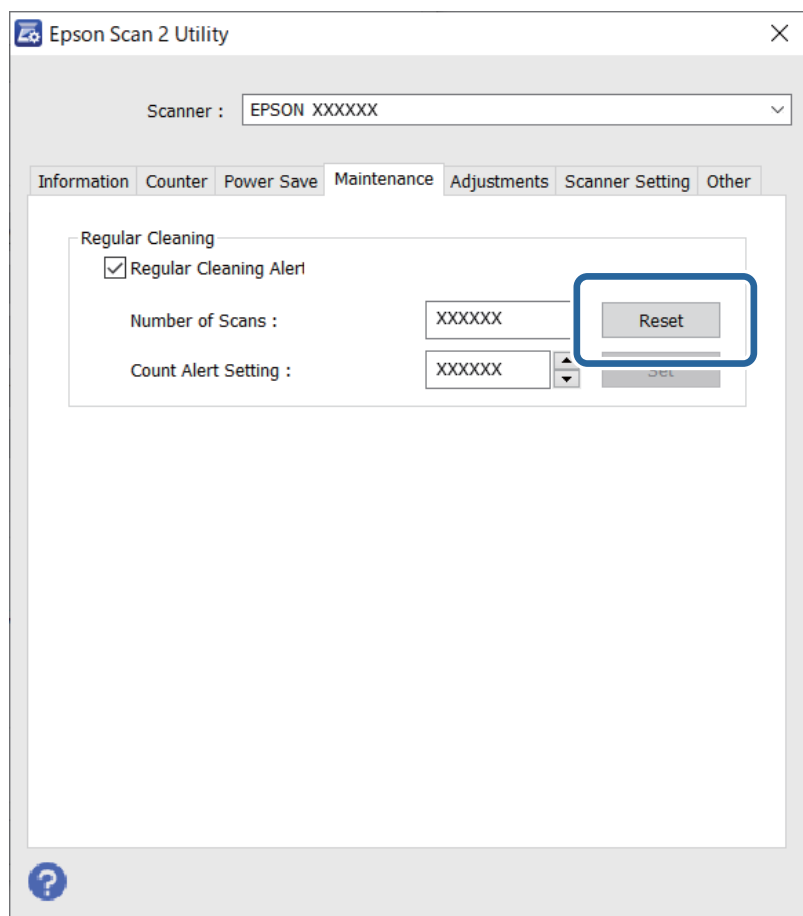 Epson Scan 2 Utility
Scanner : EPSON XXXXXX
Information Counter Power Save Maintenance Adjustments Scanner Setting Other
Regular Cleaning
Regular Cleaning Alert
Number of Scans : XXXXXX Reset
Count Alert Setting : XXXXXX Set
?